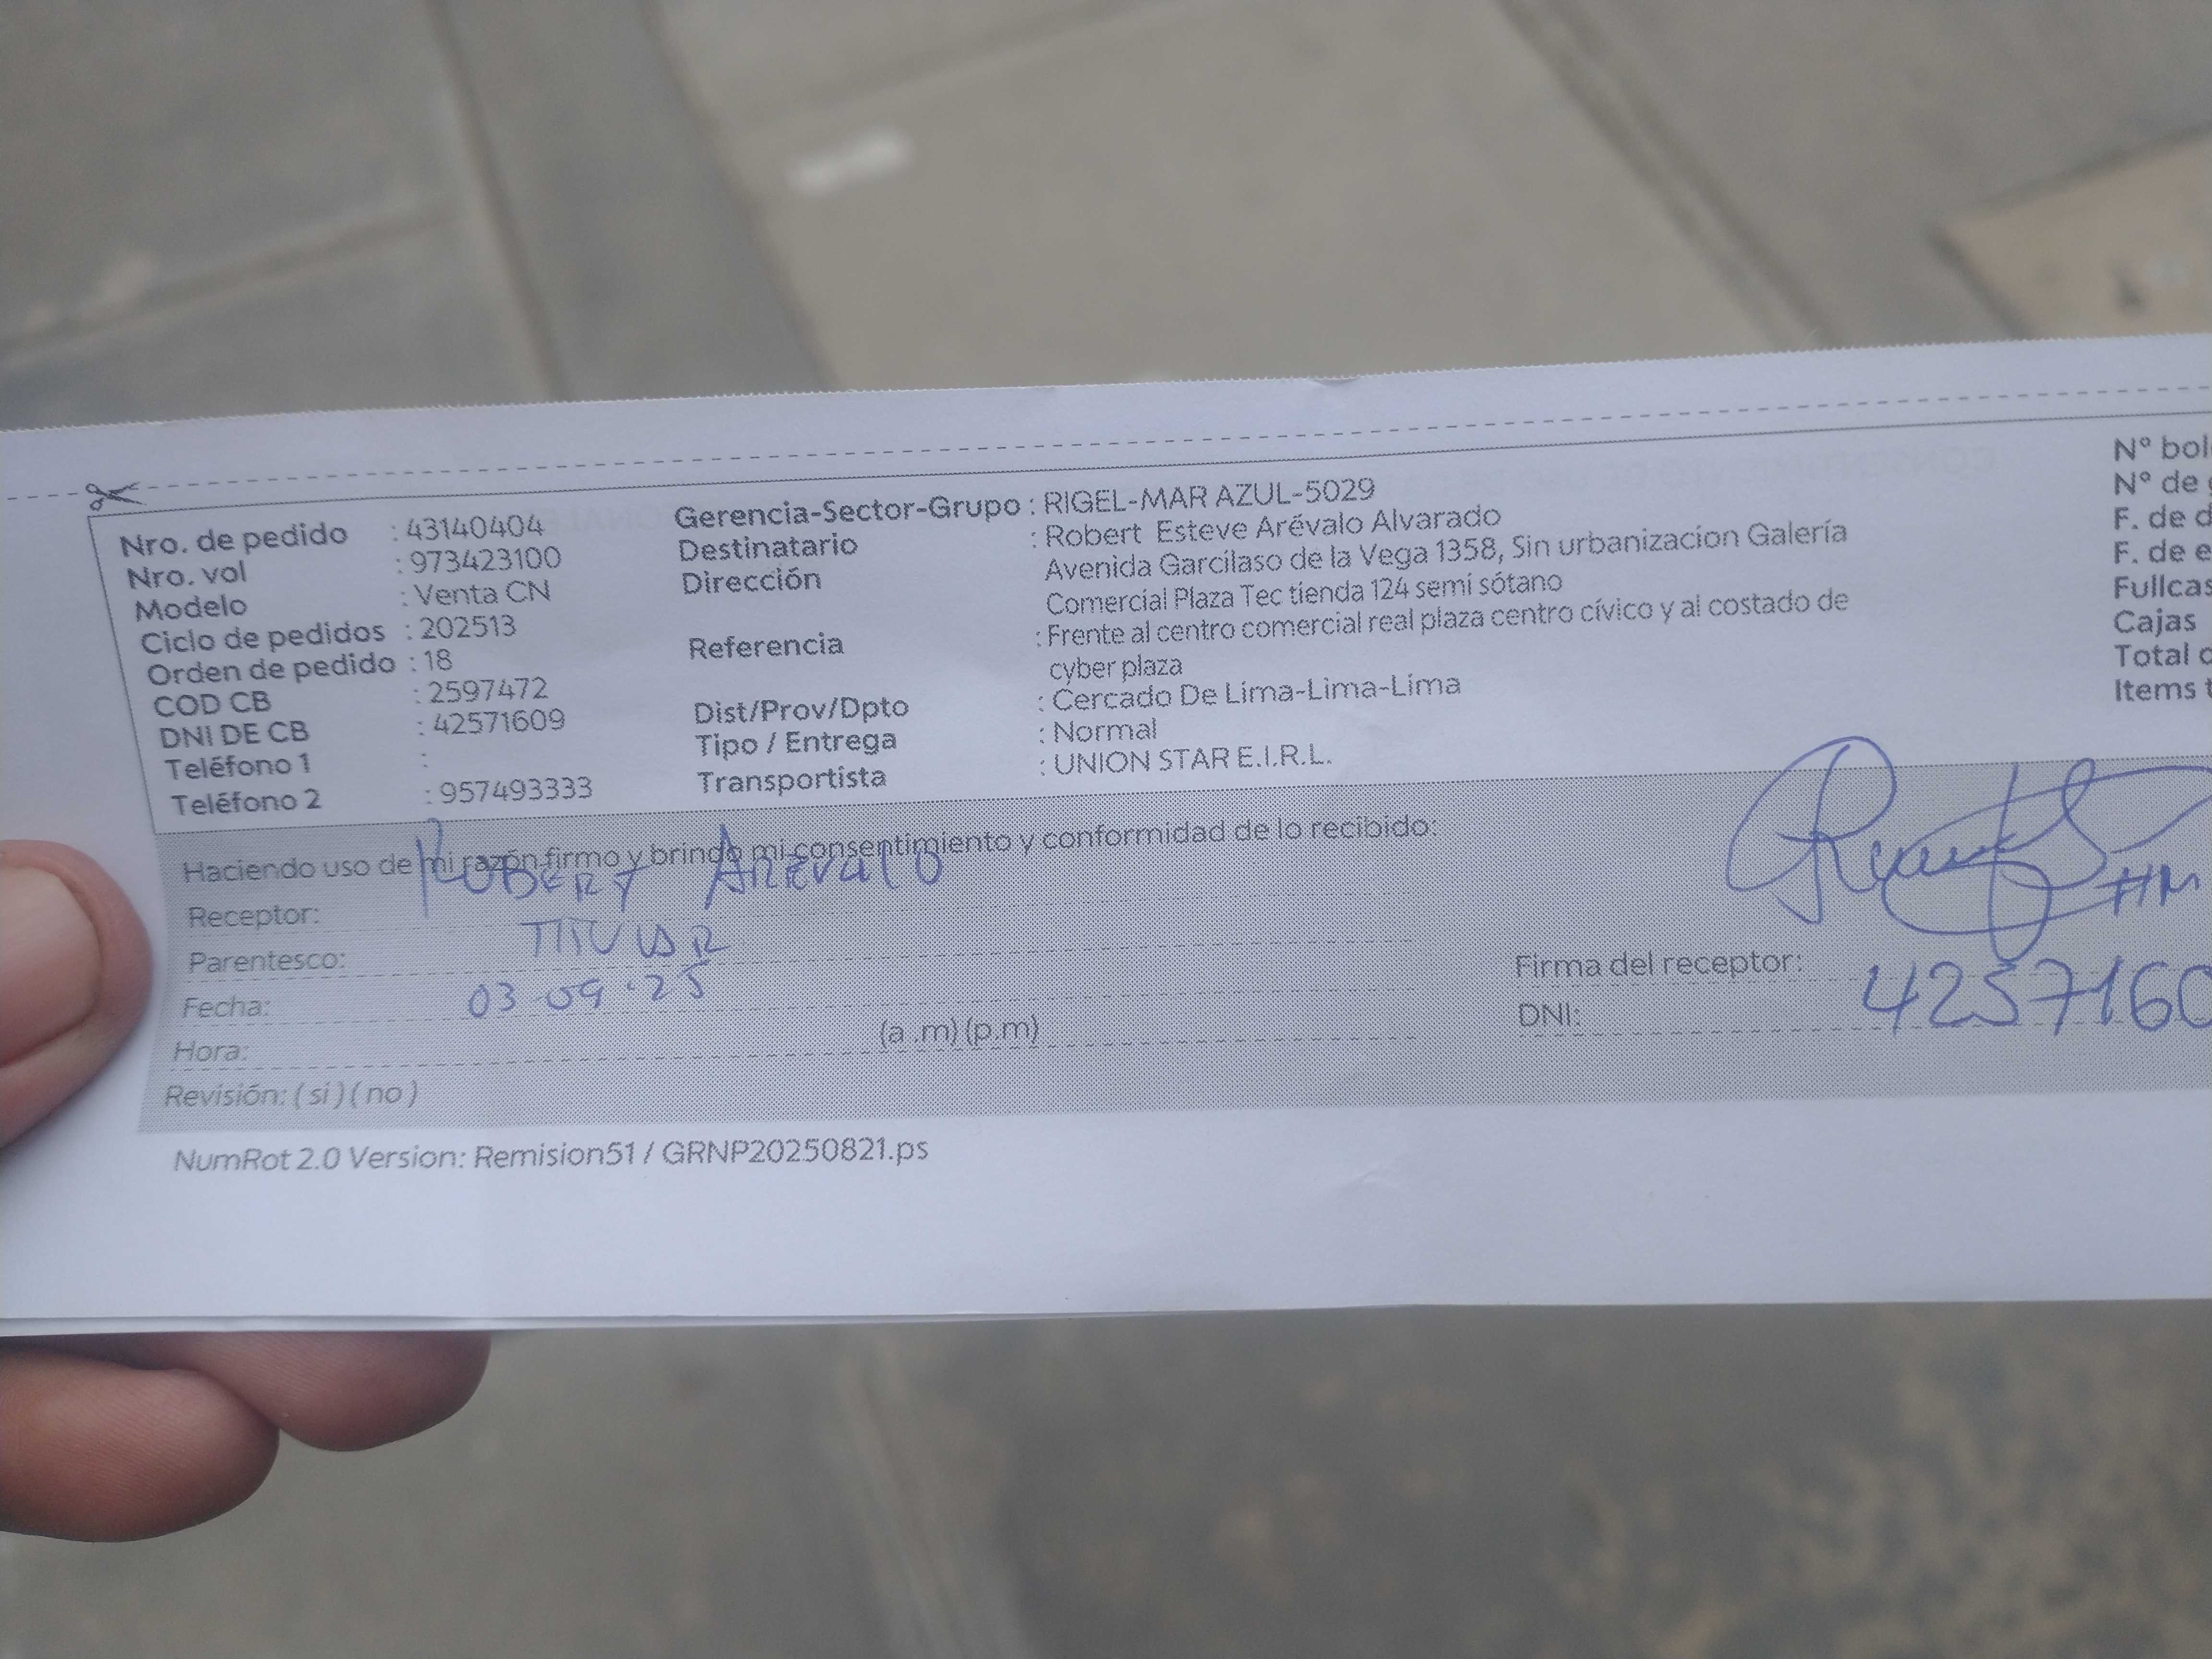 Nro. de pedido : 43140404
Nro. vol : 973423100
Modelo : Venta CN
Ciclo de pedidos : 202513
Orden de pedido : 18
COD CB : 2597472
DNI DE CB : 42571609
Teléfono 1 :
Teléfono 2 : 957493333
Gerencia-Sector-Grupo : RIGEL-MAR AZUL-5029
Destinatario : Robert Esteve Arévalo Alvarado
Dirección : Avenida Garcilaso de la Vega 1358, Sin urbanizacion Galería
Comercial Plaza Tec tienda 124 semi sótano
Referencia : Frente al centro comercial real plaza centro cívico y al costado de
cyber plaza
Dist/Prov/Dpto : Cercado De Lima-Lima-Lima
Tipo / Entrega : Normal
Transportista : UNION STAR E.I.R.L.
N° bol
N° de
F. de d
F. de e
Fullcas
Cajas
Total
Items t
Haciendo uso de mi razón firmo y brindo mi consentimiento y conformidad de lo recibido:
Receptor: Robert Arevalo
Parentesco: TITULAR
Fecha: 03-09-25
Hora: (a .m) (p.m)
Revisión: ( si ) ( no )
Firma del receptor:
DNI: 4257160
NumRot 2.0 Version: Remision51 / GRNP20250821.ps